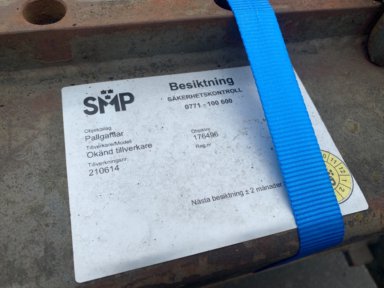 SMP
Besiktning
SÄKERHETSKONTROLL
0771 - 100 600
Objektslag
Pallgafflar
Tillverkare/Modell
Okänd tillverkare
Tillverkningsnr
210614
Objektnr
176496
Reg.nr
Nästa besiktning ± 2 månader